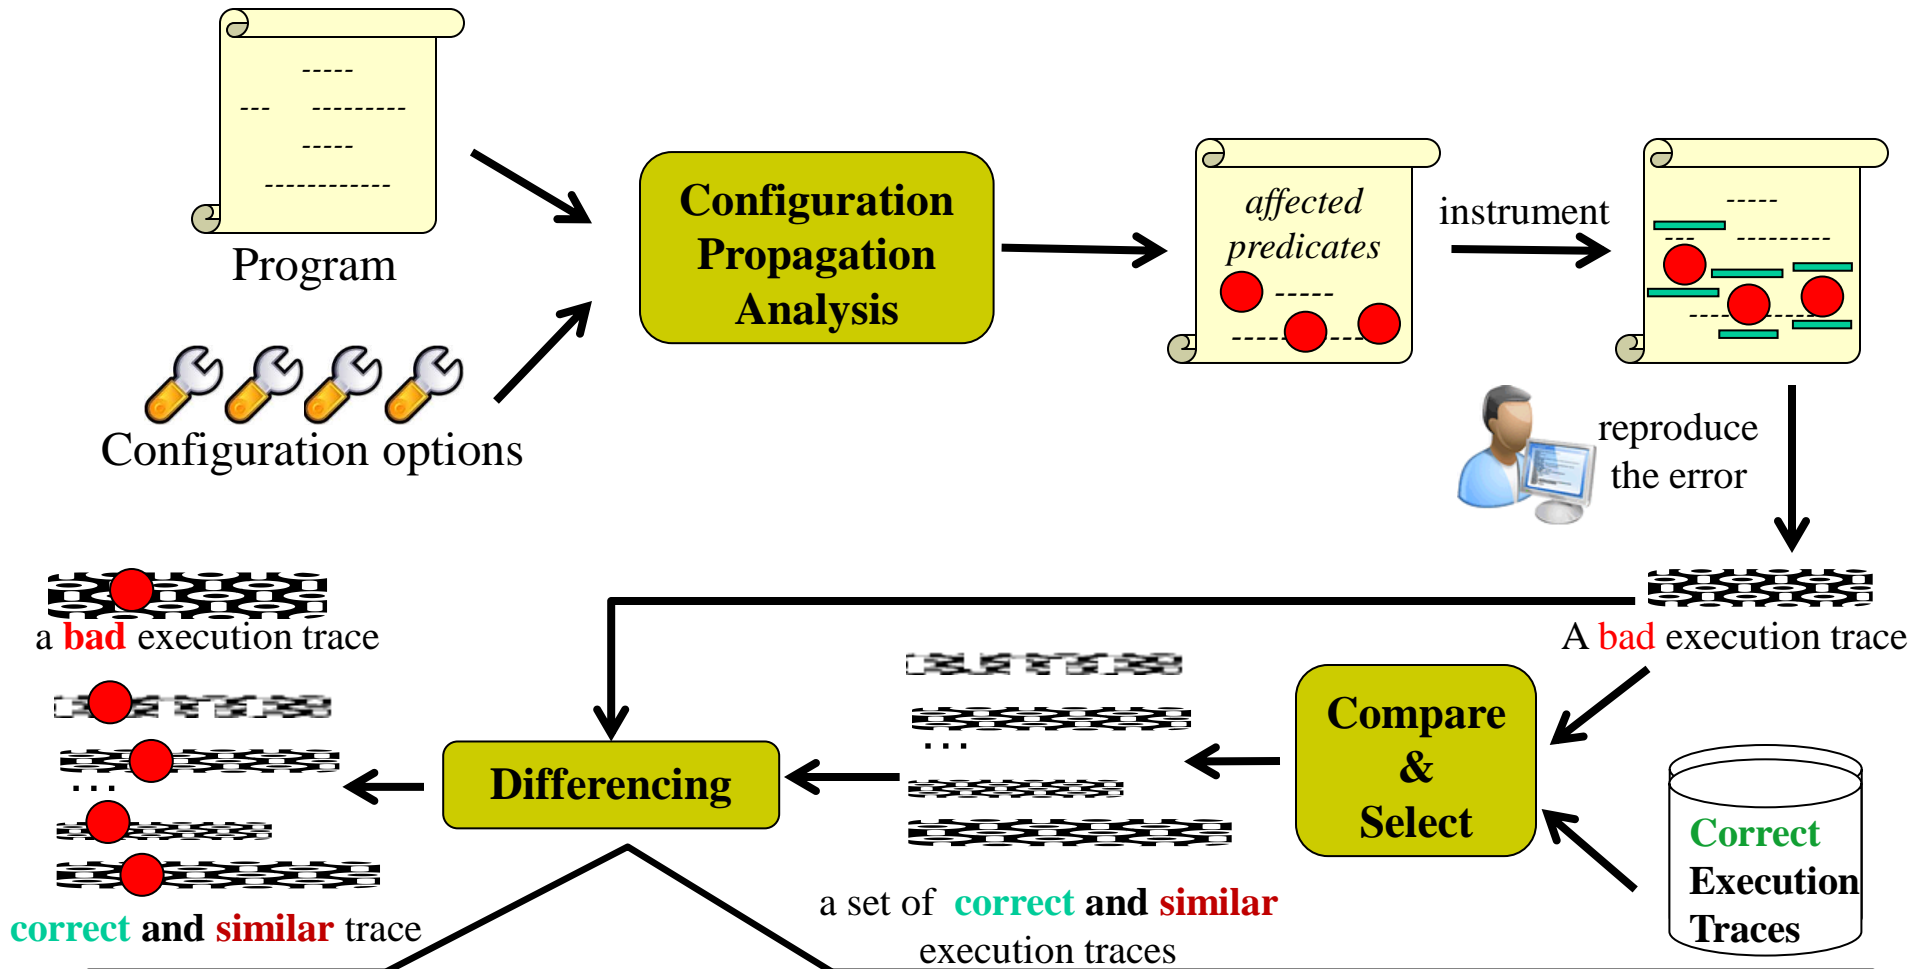 -----
--- ---------
-----
------------
Program
Configuration options
Configuration
Propagation
Analysis
affected
predicates
-----
instrument
-----
--- ---------
reproduce
the error
A bad execution trace
a bad execution trace
. . .
correct and similar trace
Differencing
. . .
a set of correct and similar
execution traces
Compare
&
Select
Correct
Execution
Traces